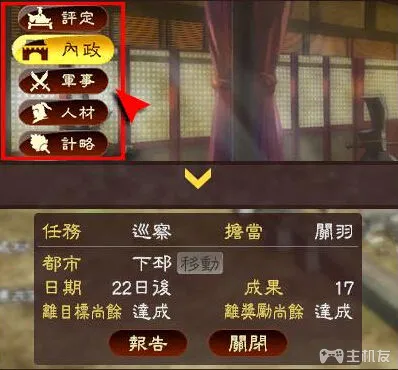 評定
內政
軍事
人材
計略
任務 巡察 擔當 關羽
都市 下邳 移動
日期 22日後 成果 17
離目標尚餘 達成 離獎勵尚餘 達成
報告 關閉
主机友